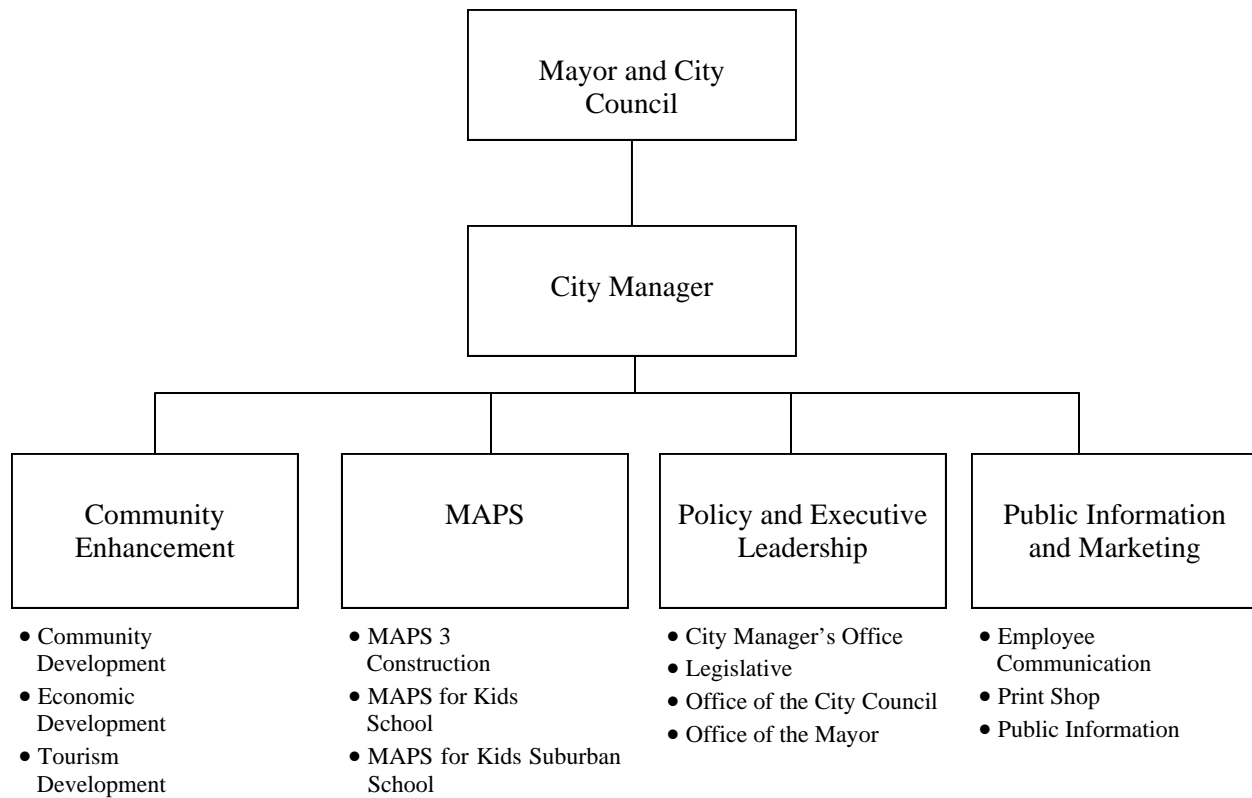 Mayor and City
Council
City Manager
Community
Enhancement
• Community
Development
• Economic
Development
• Tourism
Development
MAPS
• MAPS 3
Construction
• MAPS for Kids
School
• MAPS for Kids Suburban
School
Policy and Executive
Leadership
• City Manager’s Office
• Legislative
• Office of the City Council
• Office of the Mayor
Public Information
and Marketing
• Employee
Communication
• Print Shop
• Public Information